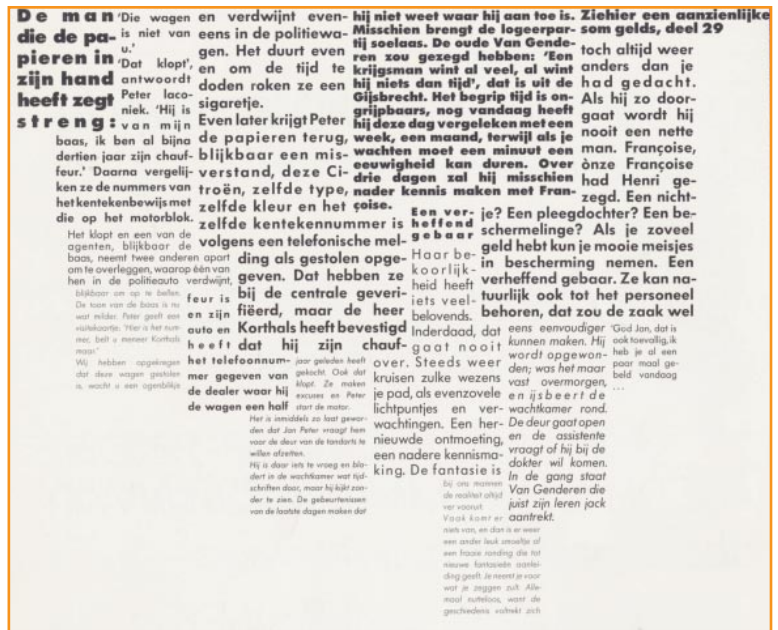 De man
die de pa-
pieren in
zijn hand
heeft zegt
streng:
'Die wagen
is niet van
u.'
'Dat klopt',
antwoordt
Peter laco-
niek. 'Hij is
van mijn
baas, ik ben al bijna
dertien jaar zijn chauf-
feur.' Daarna vergelij-
ken ze de nummers van
het kentekenbewijs met
die op het motorblok.
Het klopt en een van de
agenten, blijkbaar de
baas, neemt twee anderen apart
om te overleggen, waarop één van
hen in de politieauto verdwijnt,
blijkbaar om op te bellen.
De toon van de baas is nu
wat milder. Peter geeft een
visitekaartje. 'Hier is het num-
mer, belt u meneer Korthals
maar.'
Wij hebben opgekregen
dat deze wagen gestolen
is, wacht u een ogenblikje
en verdwijnt even-
eens in de politiewa-
gen. Het duurt even
en om de tijd te
doden roken ze een
sigaretje.
Even later krijgt Peter
de papieren terug,
blijkbaar een mis-
verstand, deze Ci-
troën, zelfde type,
zelfde kleur en het
zelfde kentekennummer is
volgens een telefonische mel-
ding als gestolen opge-
geven. Dat hebben ze
bij de centrale geveri-
fiëerd, maar de heer
Korthals heeft bevestigd
dat hij zijn chauf-
feur is
en zijn
auto en
heeft
het telefoonnum-
mer gegeven van
de dealer waar hij
de wagen een half
jaar geleden heeft
gekocht. Ook dat
klopt. Ze maken
excuses en Peter
start de motor.
Het is inmiddels zo laat gewor-
den dat Jan Peter vraagt hem
voor de deur van de tandarts te
willen afzetten.
Hij is daar iets te vroeg en bla-
dert in de wachtkamer wat tijd-
schriften door, maar hij kijkt zon-
der te zien. De gebeurtenissen
van de laatste dagen maken dat
hij niet weet waar hij aan toe is.
Misschien brengt de logeerpar-
tij soelaas. De oude Van Gende-
ren zou gezegd hebben: 'Een
krijgsman wint al veel, al wint
hij niets dan tijd', dat is uit de
Gijsbrecht. Het begrip tijd is on-
grijpbaars, nog vandaag heeft
hij deze dag vergeleken met een
week, een maand, terwijl als je
wachten moet een minuut een
eeuwigheid kan duren. Over
drie dagen zal hij misschien
nader kennis maken met Fran-
çoise.
Een ver-
heffend
gebaar
Haar be-
koorlijk-
heid heeft
iets veel-
belovends.
Inderdaad, dat
gaat nooit
over. Steeds weer
kruisen zulke wezens
je pad, als evenzovele
lichtpuntjes en ver-
wachtingen. Een her-
nieuwde ontmoeting,
een nadere kennisma-
king. De fantasie is
bij ons mannen
de realiteit altijd
ver vooruit.
Vaak komt er
niets van, en dan is er weer
een ander leuk smoeltje of
een fraaie ronding die tot
nieuwe fantasieën aanlei-
ding geeft. Je neemt je voor
wat je zeggen zult. Alle-
maal nutteloos, want de
geschiedenis voltrekt zich
Ziehier een aanzienlijke
som gelds, deel 29
toch altijd weer
anders dan je
had gedacht.
Als hij zo door-
gaat wordt hij
nooit een nette
man. Françoise,
ònze Françoise
had Henri ge-
zegd. Een nicht-
je? Een pleegdochter? Een be-
schermelinge? Als je zoveel
geld hebt kun je mooie meisjes
in bescherming nemen. Een
verheffend gebaar. Ze kan na-
tuurlijk ook tot het personeel
behoren, dat zou de zaak wel
eens eenvoudiger
kunnen maken. Hij
wordt opgewon-
den; was het maar
vast overmorgen,
en ijsbeert de
wachtkamer rond.
De deur gaat open
en de assistente
vraagt of hij bij de
dokter wil komen.
In de gang staat
Van Genderen die
juist zijn leren jack
aantrekt.
'God Jan, dat is
ook toevallig, ik
heb je al een
paar maal ge-
beld vandaag
...